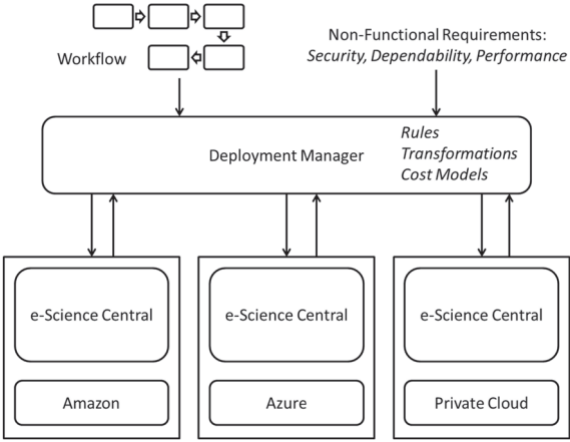 Non-Functional Requirements:
Workflow
Security, Dependability, Performance
Deployment Manager
Rules
Transformations
Cost Models
e-Science Central
e-Science Central
e-Science Central
Amazon
Azure
Private Cloud